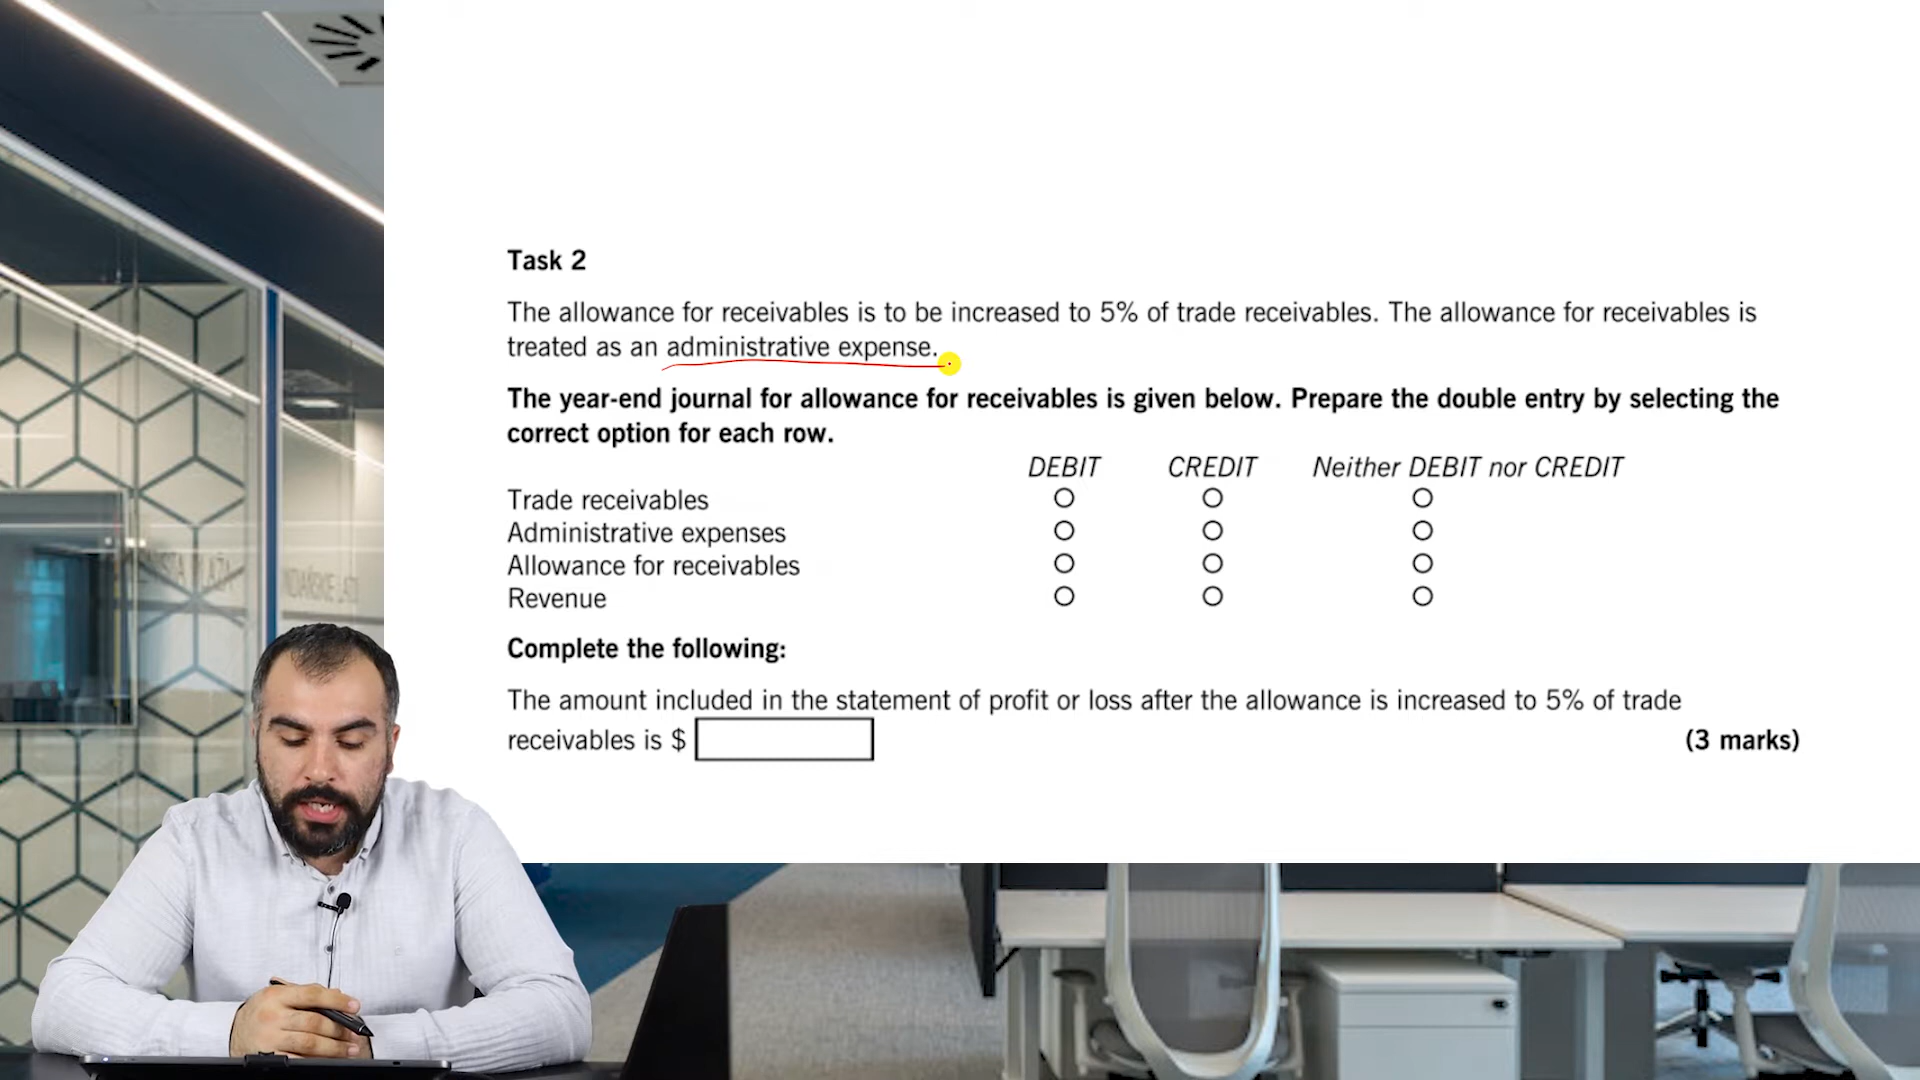 Task 2
The allowance for receivables is to be increased to 5% of trade receivables. The allowance for receivables is
treated as an administrative expense.
The year-end journal for allowance for receivables is given below. Prepare the double entry by selecting the
correct option for each row.
DEBIT CREDIT Neither DEBIT nor CREDIT
Trade receivables
Administrative expenses
Allowance for receivables
Revenue
Complete the following:
The amount included in the statement of profit or loss after the allowance is increased to 5% of trade
receivables is $
(3 marks)